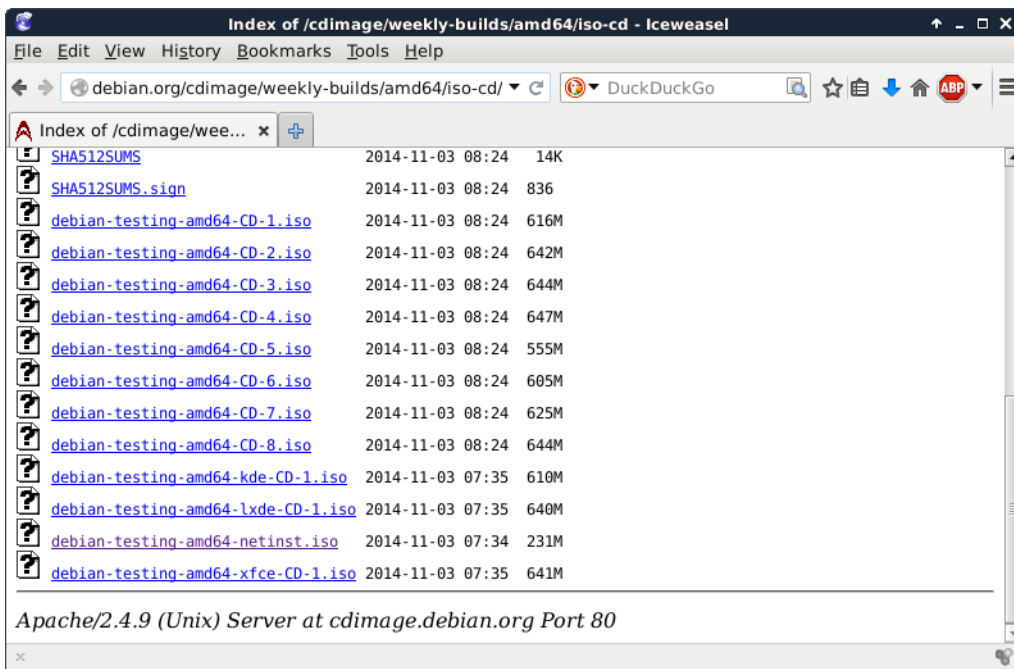 Index of /cdimage/weekly-builds/amd64/iso-cd - Iceweasel
File Edit View History Bookmarks Tools Help
debian.org/cdimage/weekly-builds/amd64/iso-cd/ DuckDuckGo ABP
Index of /cdimage/wee...
SHA512SUMS 2014-11-03 08:24 14K
SHA512SUMS.sign 2014-11-03 08:24 836
debian-testing-amd64-CD-1.iso 2014-11-03 08:24 616M
debian-testing-amd64-CD-2.iso 2014-11-03 08:24 642M
debian-testing-amd64-CD-3.iso 2014-11-03 08:24 644M
debian-testing-amd64-CD-4.iso 2014-11-03 08:24 647M
debian-testing-amd64-CD-5.iso 2014-11-03 08:24 555M
debian-testing-amd64-CD-6.iso 2014-11-03 08:24 605M
debian-testing-amd64-CD-7.iso 2014-11-03 08:24 625M
debian-testing-amd64-CD-8.iso 2014-11-03 08:24 644M
debian-testing-amd64-kde-CD-1.iso 2014-11-03 07:35 610M
debian-testing-amd64-lxde-CD-1.iso 2014-11-03 07:35 640M
debian-testing-amd64-netinst.iso 2014-11-03 07:34 231M
debian-testing-amd64-xfce-CD-1.iso 2014-11-03 07:35 641M
Apache/2.4.9 (Unix) Server at cdimage.debian.org Port 80